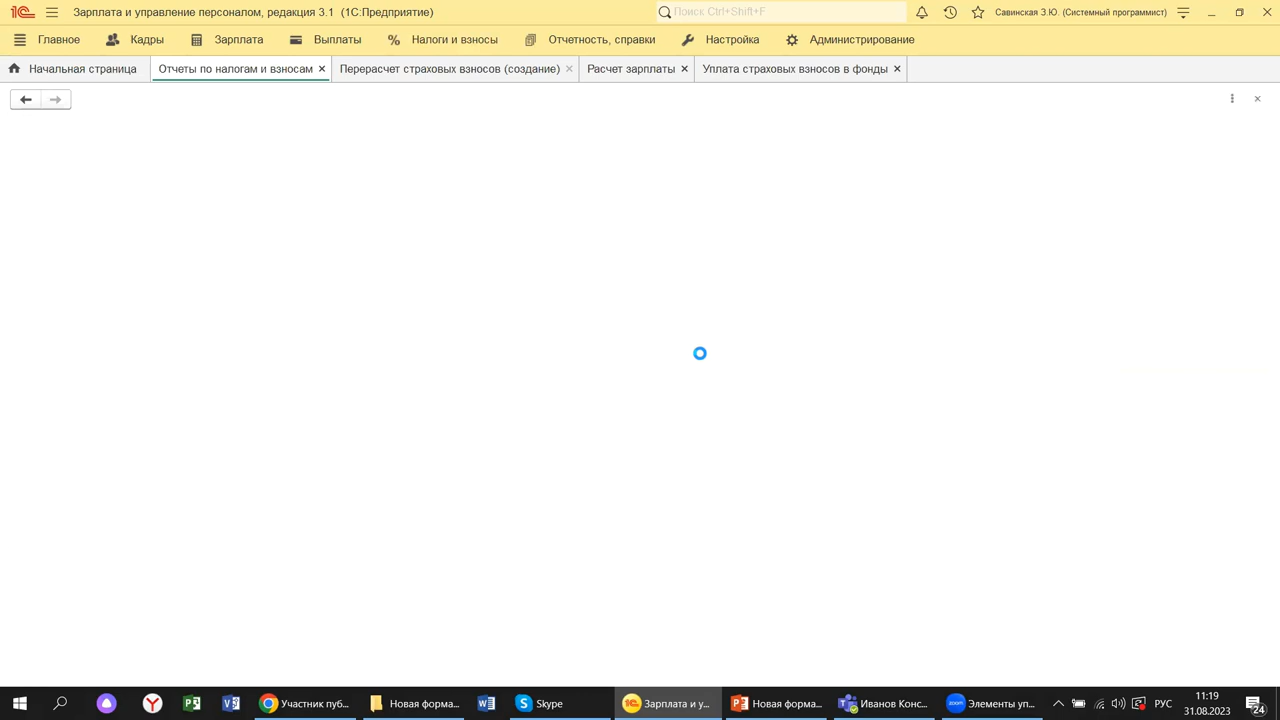 Зарплата и управление персоналом, редакция 3.1 (1С:Предприятие)
Поиск Ctrl+Shift+F
Савинская З.Ю. (Системный программист)
Главное
Кадры
Зарплата
Выплаты
Налоги и взносы
Отчетность, справки
Настройка
Администрирование
Начальная страница
Отчеты по налогам и взносам
Перерасчет страховых взносов (создание)
Расчет зарплаты
Уплата страховых взносов в фонды
Участник пуб...
Новая форма...
Skype
Зарплата и у...
Новая форма...
Иванов Конс...
Элементы уп...
РУС
11:19
31.08.2023
24